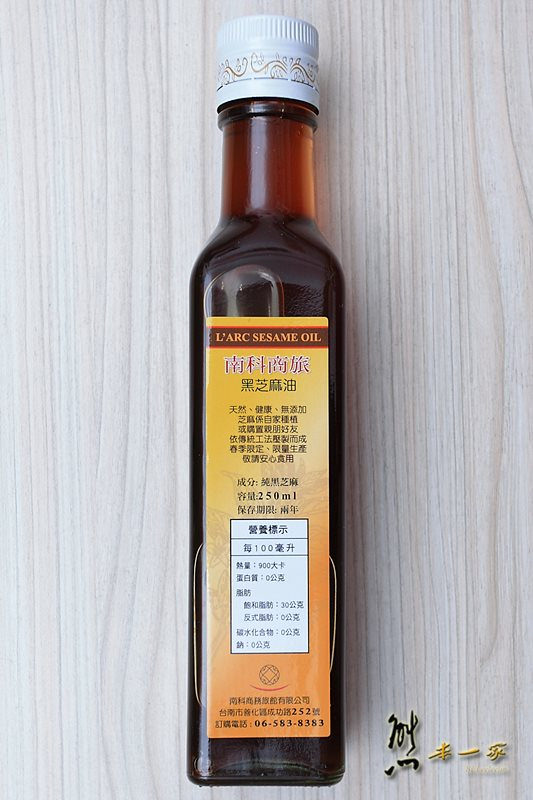 L'ARC SESAME OIL
南科商旅
黑芝麻油
天然、健康、無添加
芝麻係自家種植
或購置親朋好友
依傳統工法壓製而成
春季限定、限量生產
敬請安心食用
成分: 純黑芝麻
容量:250ml
保存期限: 兩年
營養標示
每100毫升
熱量：900大卡
蛋白質：0公克
脂肪
飽和脂肪：30公克
反式脂肪：0公克
碳水化合物：0公克
鈉：0公克
南科商務旅館有限公司
台南市善化區成功路252號
訂購電話：06-583-8383
熊本一家